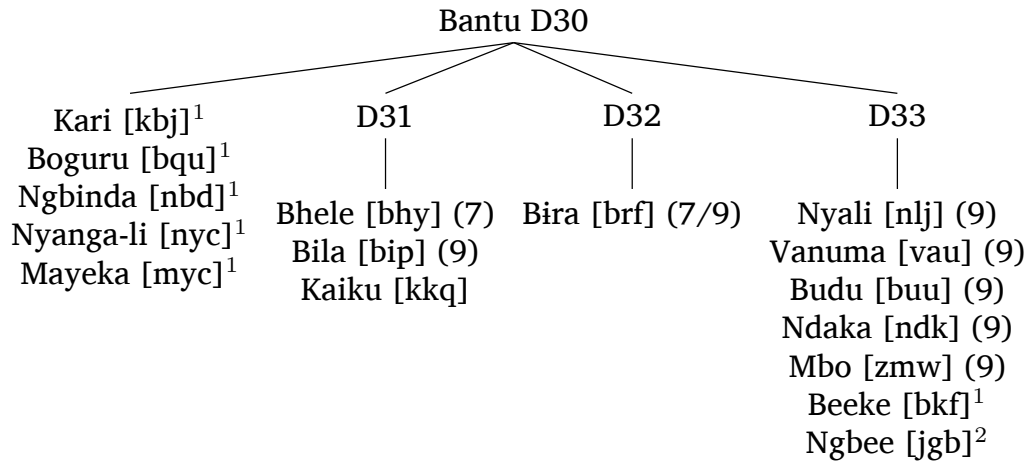 Bantu D30
Kari [kbj]¹
Boguru [bqu]¹
Ngbinda [nbd]¹
Nyanga-li [nyc]¹
Mayeka [myc]¹
D31
Bhele [bhy] (7)
Bila [bip] (9)
Kaiku [kkq]
D32
Bɨra [brf] (7/9)
D33
Nyali [nlj] (9)
Vanuma [vau] (9)
Budu [buu] (9)
Ndaka [ndk] (9)
Mbo [zmw] (9)
Beeke [bkf]¹
Ngbee [jgb]²